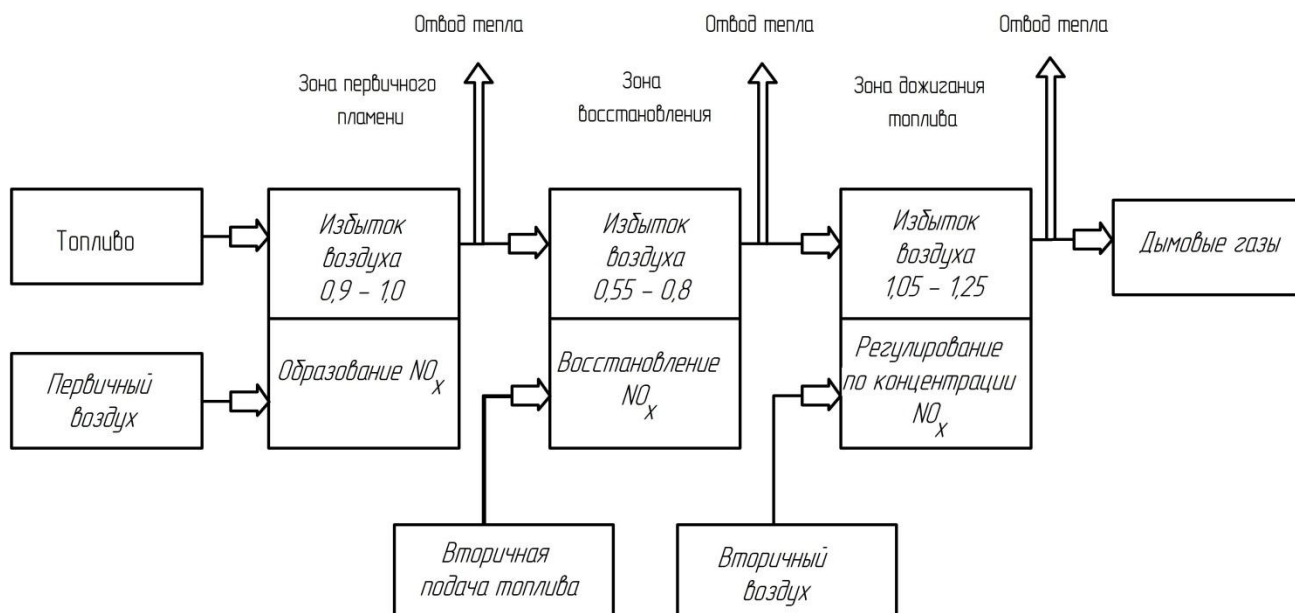 Отвод тепла
Отвод тепла
Отвод тепла
Зона первичного
пламени
Зона
восстановления
Зона дожигания
топлива
Топливо
Избыток
воздуха
0,9 – 1,0
Избыток
воздуха
0,55 – 0,8
Избыток
воздуха
1,05 – 1,25
Дымовые газы
Первичный
воздух
Образование NOx
Восстановление
NOx
Регулирование
по концентрации
NOx
Вторичная
подача топлива
Вторичный
воздух